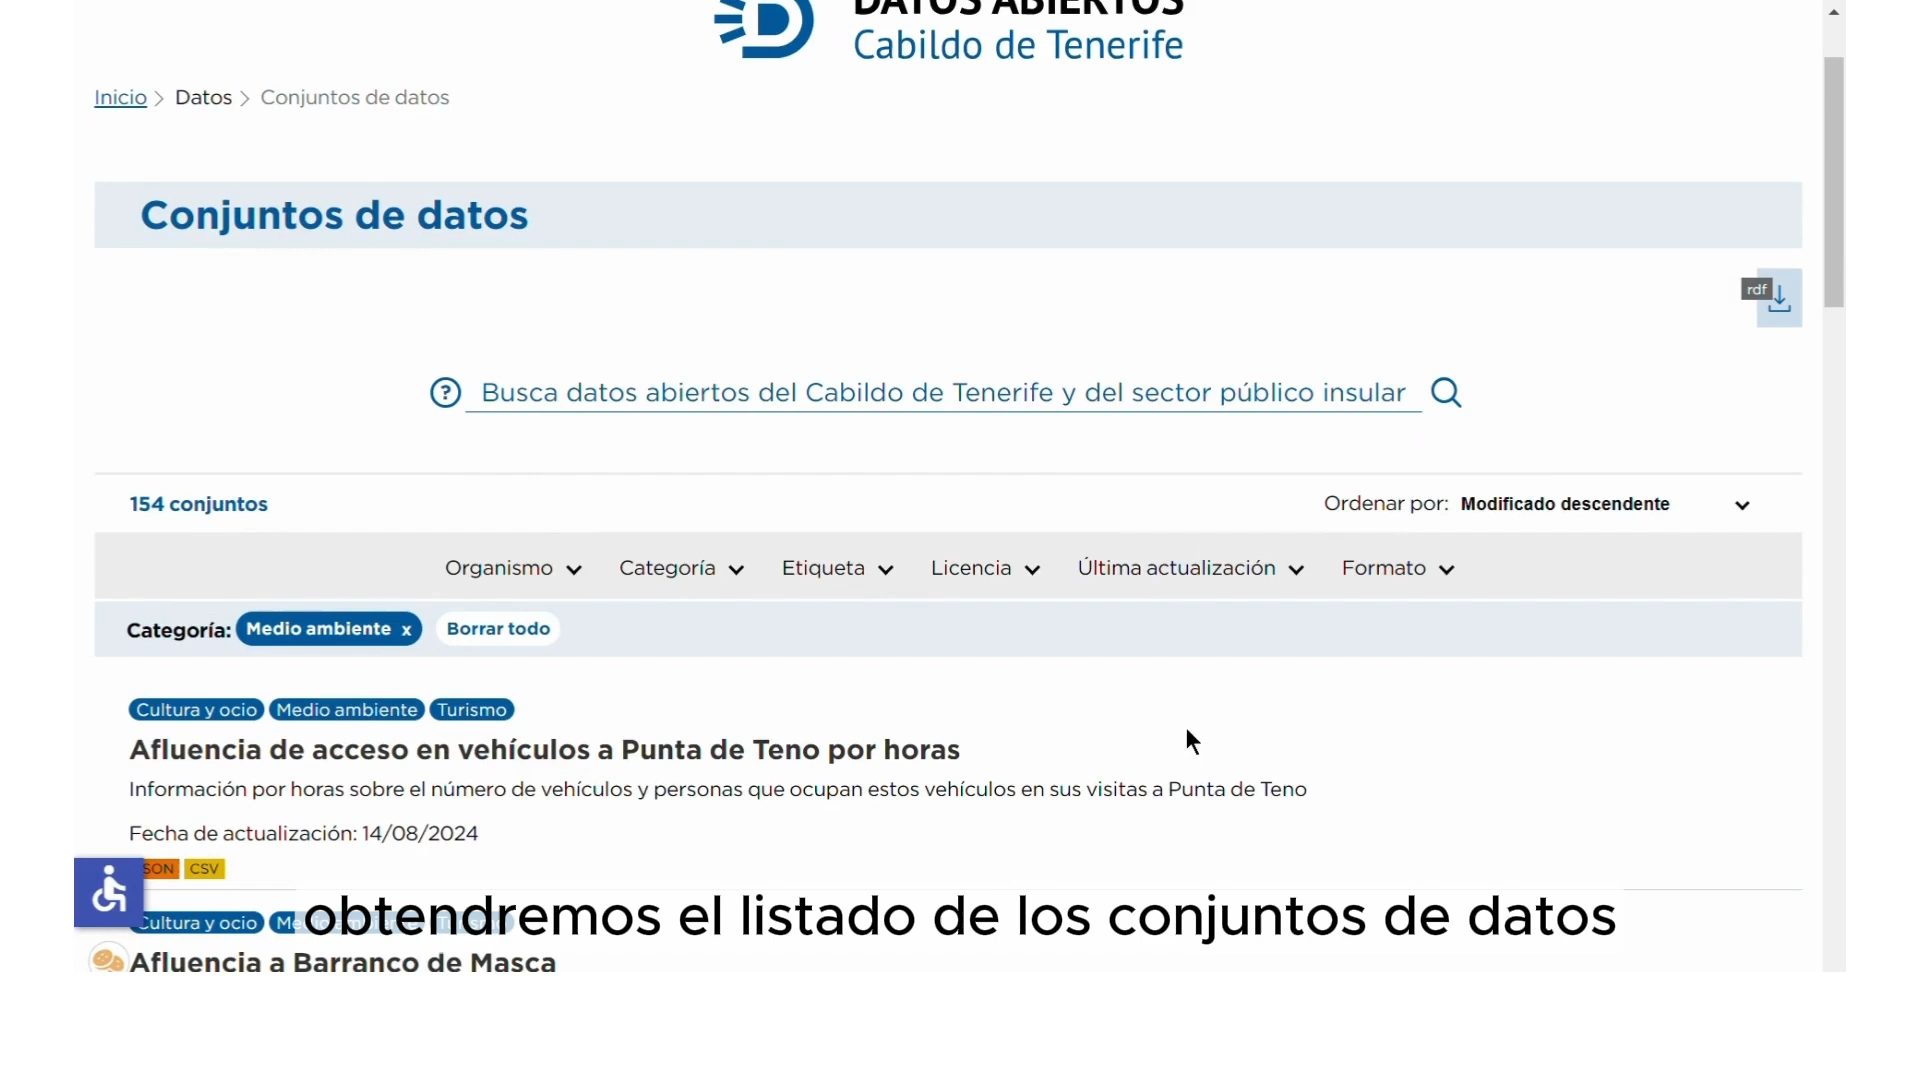 DATOS ABIERTOS
Cabildo de Tenerife
Inicio > Datos > Conjuntos de datos
Conjuntos de datos
rdf
Busca datos abiertos del Cabildo de Tenerife y del sector público insular
154 conjuntos
Ordenar por: Modificado descendente
Organismo Categoría Etiqueta Licencia Última actualización Formato
Categoría: Medio ambiente x Borrar todo
Cultura y ocio Medio ambiente Turismo
Afluencia de acceso en vehículos a Punta de Teno por horas
Información por horas sobre el número de vehículos y personas que ocupan estos vehículos en sus visitas a Punta de Teno
Fecha de actualización: 14/08/2024
SON CSV
Cultura y ocio Medio ambiente Turismo
obtendremos el listado de los conjuntos de datos
Afluencia a Barranco de Masca